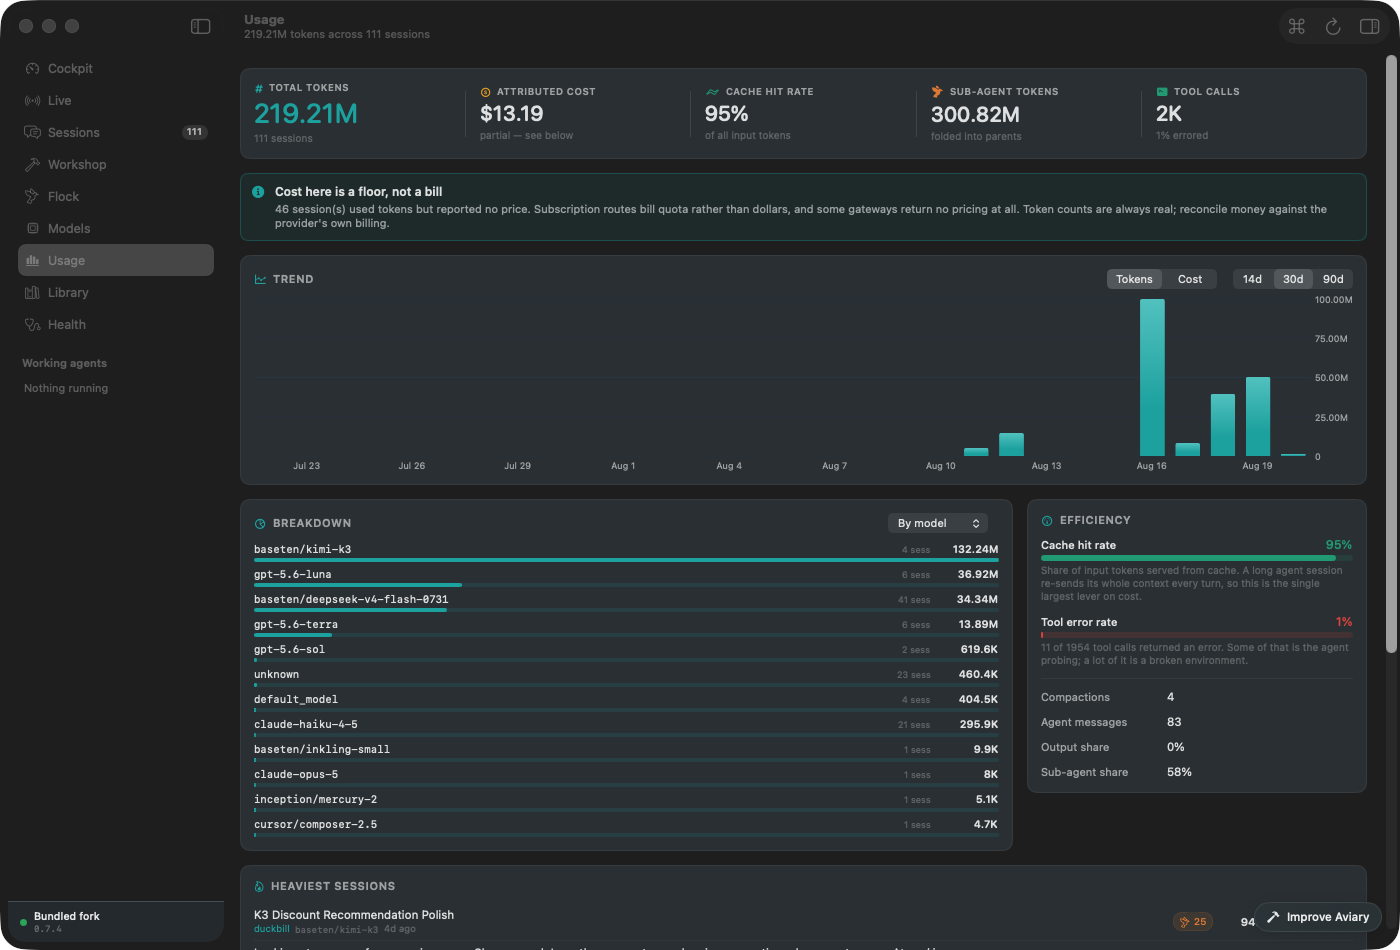 Usage
219.21M tokens across 111 sessions
Cockpit
Live
Sessions 111
Workshop
Flock
Models
Usage
Library
Health
Working agents
Nothing running
Bundled fork
0.7.4
# TOTAL TOKENS
219.21M
111 sessions
ATTRIBUTED COST
$13.19
partial — see below
CACHE HIT RATE
95%
of all input tokens
SUB-AGENT TOKENS
300.82M
folded into parents
TOOL CALLS
2K
1% errored
Cost here is a floor, not a bill
46 session(s) used tokens but reported no price. Subscription routes bill quota rather than dollars, and some gateways return no pricing at all. Token counts are always real; reconcile money against the
provider's own billing.
TREND
Tokens Cost 14d 30d 90d
100.00M
75.00M
50.00M
25.00M
0
Jul 23 Jul 26 Jul 29 Aug 1 Aug 4 Aug 7 Aug 10 Aug 13 Aug 16 Aug 19
BREAKDOWN By model
baseten/kimi-k3 4 sess 132.24M
gpt-5.6-luna 6 sess 36.92M
baseten/deepseek-v4-flash-0731 41 sess 34.34M
gpt-5.6-terra 6 sess 13.89M
gpt-5.6-sol 2 sess 619.6K
unknown 23 sess 460.4K
default_model 4 sess 404.5K
claude-haiku-4-5 21 sess 295.9K
baseten/inkling-small 1 sess 9.9K
claude-opus-5 1 sess 8K
inception/mercury-2 1 sess 5.1K
cursor/composer-2.5 1 sess 4.7K
EFFICIENCY
Cache hit rate 95%
Share of input tokens served from cache. A long agent session
re-sends its whole context every turn, so this is the single
largest lever on cost.
Tool error rate 1%
11 of 1954 tool calls returned an error. Some of that is the agent
probing; a lot of it is a broken environment.
Compactions 4
Agent messages 83
Output share 0%
Sub-agent share 58%
HEAVIEST SESSIONS
K3 Discount Recommendation Polish
duckbill baseten/kimi-k3 4d ago
25 94
Improve Aviary